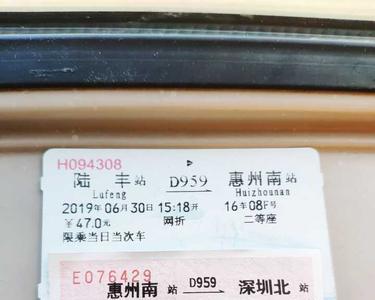 H094308
陆 丰 站 D959 惠州南 站
Lufeng Huizhounan
2019年06月30日 15:18开 16车08F号
￥47.0元 网折 二等座
限乘当日当次车
E076429
惠州南 站 D959 深圳北 站